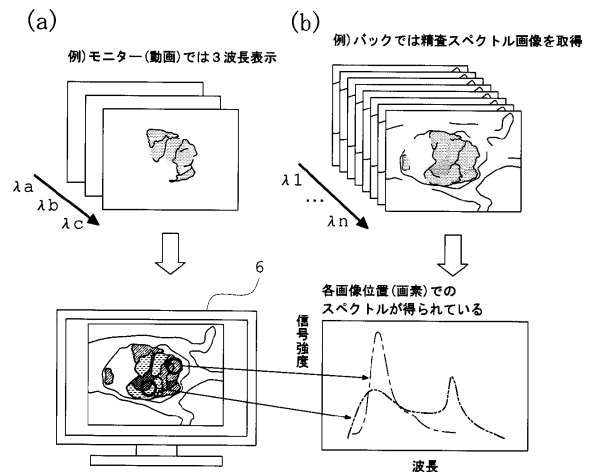 (a)
例)モニター(動画)では3波長表示
λa
λb
λc
(b)
例)バックでは精査スペクトル画像を取得
λ1
...
λn
6
各画像位置(画素)での
スペクトルが得られている
信号強度
波長